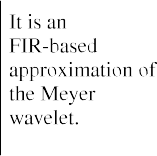 It is an
FIR-based
approximation of
the Meyer
wavelet.